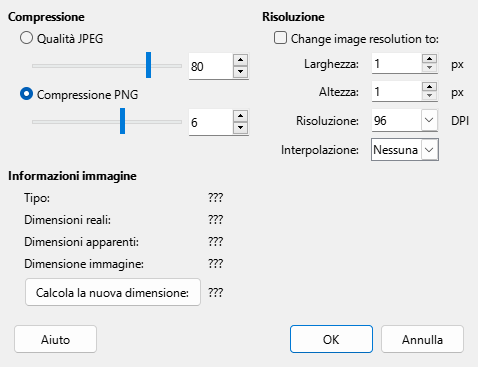 Compressione
Qualità JPEG
80
Compressione PNG
6
Risoluzione
Change image resolution to:
Larghezza: 1 px
Altezza: 1 px
Risoluzione: 96 DPI
Interpolazione: Nessuna
Informazioni immagine
Tipo: ???
Dimensioni reali: ???
Dimensioni apparenti: ???
Dimensione immagine: ???
Calcola la nuova dimensione: ???
Aiuto OK Annulla